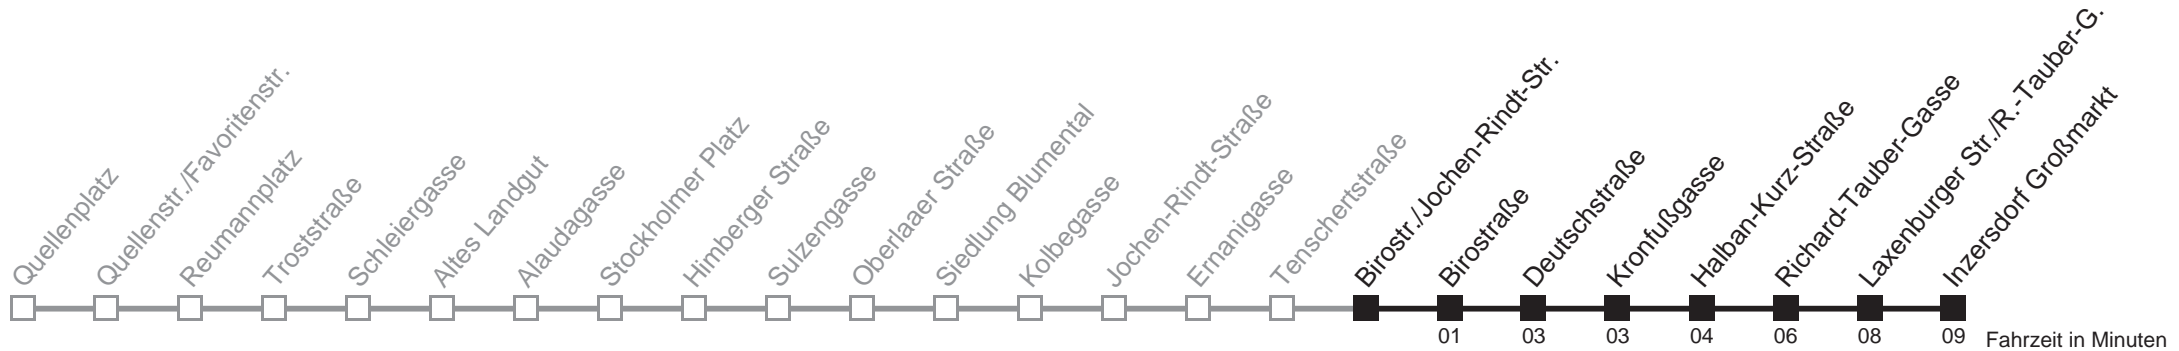 Quellenplatz
Quellenstr./Favoritenstr.
Reumannplatz
Troststraße
Schleiergasse
Altes Landgut
Alaudagasse
Stockholmer Platz
Himberger Straße
Sulzengasse
Oberlaaer Straße
Siedlung Blumental
Kolbegasse
Jochen-Rindt-Straße
Ernanigasse
Tenschertstraße
Birostr./Jochen-Rindt-Str.
Birostraße
Deutschstraße
Kronfußgasse
Halban-Kurz-Straße
Richard-Tauber-Gasse
Laxenburger Str./R.-Tauber-G.
Inzersdorf Großmarkt
01 03 03 04 06 08 09 Fahrzeit in Minuten